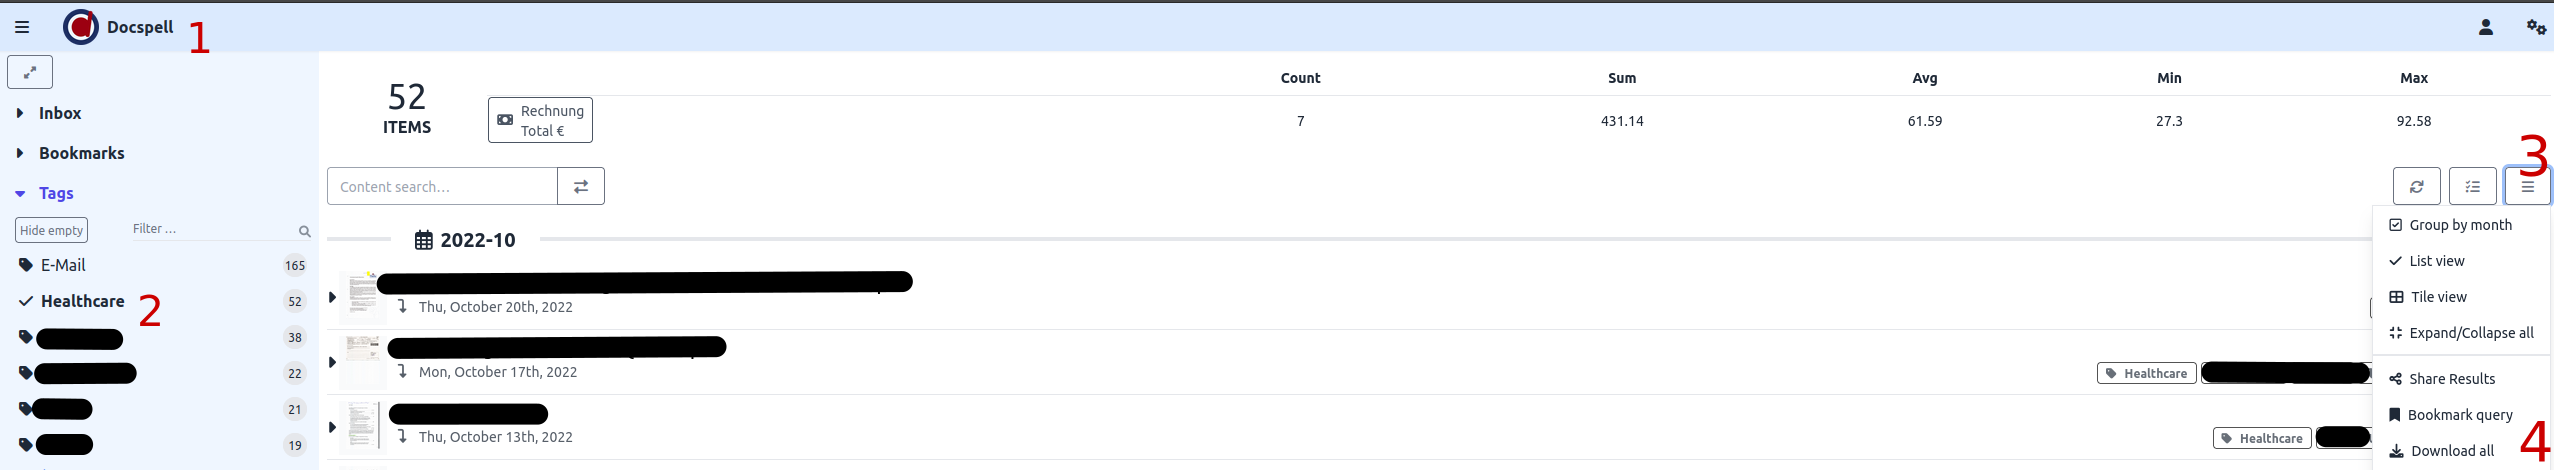 Docspell 1
Inbox
Bookmarks
Tags
Hide empty
Filter …
E-Mail 165
Healthcare 2 52
38
22
21
19
52
ITEMS
Count Sum Avg Min Max
Rechnung
Total €
7 431.14 61.59 27.3 92.58
Content search…
3
2022-10
Thu, October 20th, 2022
Mon, October 17th, 2022
Healthcare
Thu, October 13th, 2022
Healthcare
Group by month
List view
Tile view
Expand/Collapse all
Share Results
Bookmark query
Download all
4